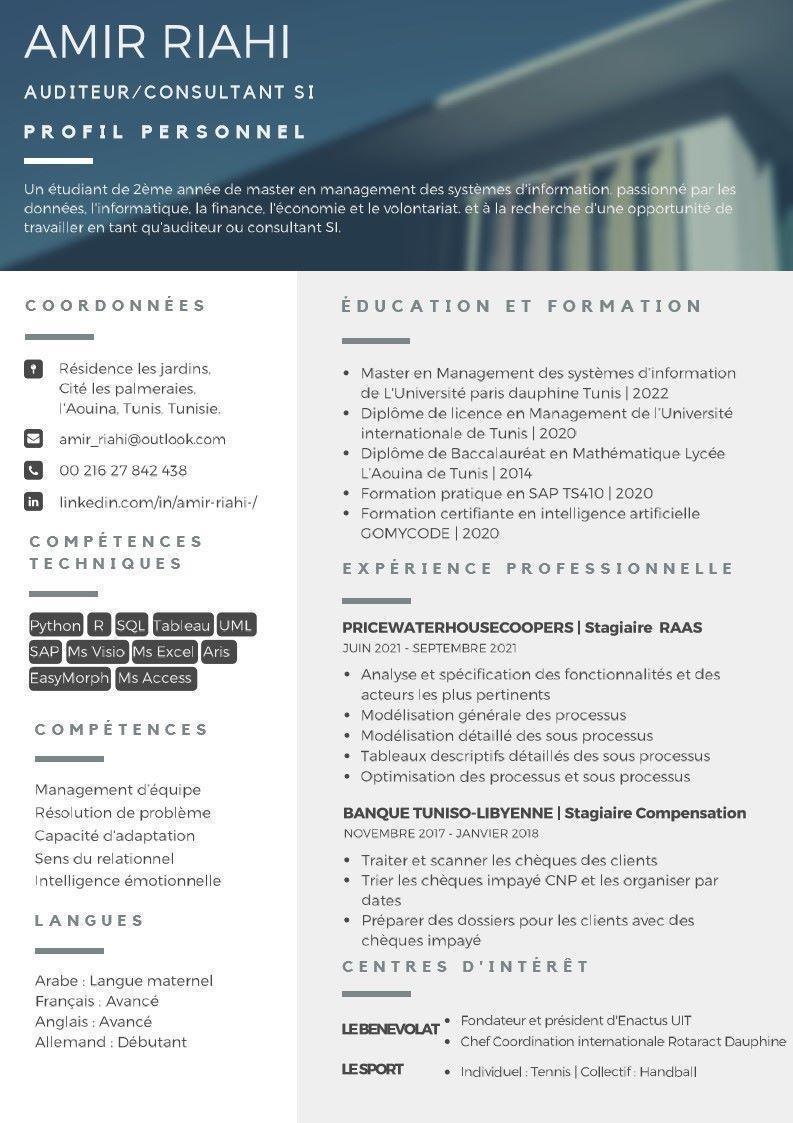 AMIR RIAHI
AUDITEUR/CONSULTANT SI
PROFIL PERSONNEL
Un étudiant de 2ème année de master en management des systèmes d'information. passionné par les
données, l'informatique, la finance, l'économie et le volontariat. et à la recherche d'une opportunité de
travailler en tant qu'auditeur ou consultant SI.
COORDONNÉES
Résidence les jardins,
Cité les palmeraies,
l'Aouina, Tunis, Tunisie.
amir_riahi@outlook.com
00 216 27 842 438
in linkedin.com/in/amir-riahi-/
COMPÉTENCES
TECHNIQUES
Python R SQL Tableau UML
SAP Ms Visio Ms Excel Aris
EasyMorph Ms Access
COMPÉTENCES
Management d'équipe
Résolution de problème
Capacité d'adaptation
Sens du relationnel
Intelligence émotionnelle
LANGUES
Arabe : Langue maternel
Français : Avancé
Anglais : Avancé
Allemand : Débutant
ÉDUCATION ET FORMATION
• Master en Management des systèmes d'information
de L'Université paris dauphine Tunis | 2022
• Diplôme de licence en Management de l'Université
internationale de Tunis | 2020
• Diplôme de Baccalauréat en Mathématique Lycée
L'Aouina de Tunis | 2014
• Formation pratique en SAP TS410 | 2020
• Formation certifiante en intelligence artificielle
GOMYCODE | 2020
EXPÉRIENCE PROFESSIONNELLE
PRICEWATERHOUSECOOPERS | Stagiaire RAAS
JUIN 2021 - SEPTEMBRE 2021
• Analyse et spécification des fonctionnalités et des
acteurs les plus pertinents
• Modélisation générale des processus
• Modélisation détaillé des sous processus
• Tableaux descriptifs détaillés des sous processus
• Optimisation des processus et sous processus
BANQUE TUNISO-LIBYENNE | Stagiaire Compensation
NOVEMBRE 2017 - JANVIER 2018
• Traiter et scanner les chèques des clients
• Trier les chèques impayé CNP et les organiser par
dates
• Préparer des dossiers pour les clients avec des
chèques impayé
CENTRES D'INTÉRÊT
LE BENEVOLAT • Fondateur et président d'Enactus UIT
• Chef Coordination internationale Rotaract Dauphine
LE SPORT • Individuel : Tennis | Collectif : Handball